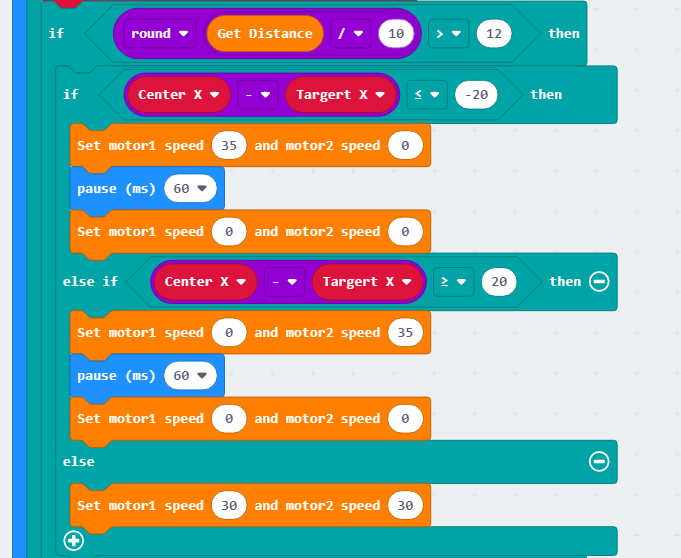 if round Get Distance / 10 > 12 then
if Center X - Targert X ≤ -20 then
Set motor1 speed 35 and motor2 speed 0
pause (ms) 60
Set motor1 speed 0 and motor2 speed 0
else if Center X - Targert X ≥ 20 then
Set motor1 speed 0 and motor2 speed 35
pause (ms) 60
Set motor1 speed 0 and motor2 speed 0
else
Set motor1 speed 30 and motor2 speed 30